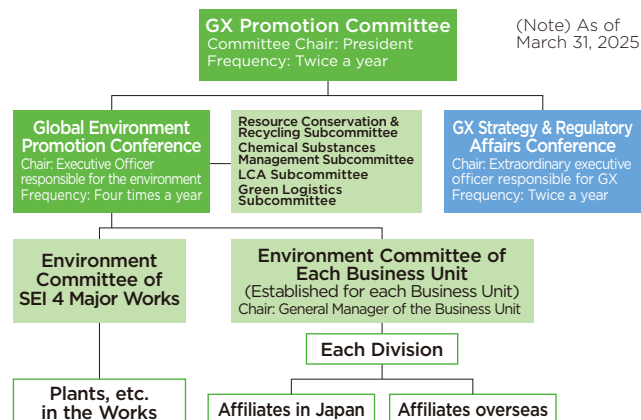 GX Promotion Committee
Committee Chair: President
Frequency: Twice a year
(Note) As of
March 31, 2025
Global Environment
Promotion Conference
Chair: Executive Officer
responsible for the environment
Frequency: Four times a year
Resource Conservation &
Recycling Subcommittee
Chemical Substances
Management Subcommittee
LCA Subcommittee
Green Logistics
Subcommittee
GX Strategy & Regulatory
Affairs Conference
Chair: Extraordinary executive
officer responsible for GX
Frequency: Twice a year
Environment
Committee of
SEI 4 Major Works
Environment Committee of
Each Business Unit
(Established for each Business Unit)
Chair: General Manager of the Business Unit
Each Division
Plants, etc.
in the Works
Affiliates in Japan
Affiliates overseas